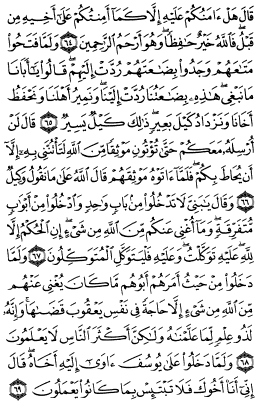 قَالَ هَلْ ءَامَنُكُمْ عَلَيْهِ إِلَّا كَمَآ أَمِنتُكُمْ عَلَىٰٓ أَخِيهِ مِن
قَبْلُ فَٱللَّهُ خَيْرٌ حَٰفِظًا وَهُوَ أَرْحَمُ ٱلرَّٰحِمِينَ ٦٤ وَلَمَّا فَتَحُوا۟
مَتَٰعَهُمْ وَجَدُوا۟ بِضَٰعَتَهُمْ رُدَّتْ إِلَيْهِمْ قَالُوا۟ يَٰٓأَبَانَا
مَا نَبْغِى هَٰذِهِۦ بِضَٰعَتُنَا رُدَّتْ إِلَيْنَا وَنَمِيرُ أَهْلَنَا وَنَحْفَظُ
أَخَانَا وَنَزْدَادُ كَيْلَ بَعِيرٍ ذَٰلِكَ كَيْلٌ يَسِيرٌ ٦٥ قَالَ لَنْ
أُرْسِلَهُۥ مَعَكُمْ حَتَّىٰ تُؤْتُونِ مَوْثِقًا مِّنَ ٱللَّهِ لَتَأْتُنَّنِى بِهِۦٓ إِلَّآ
أَن يُحَاطَ بِكُمْ فَلَمَّآ ءَاتَوْهُ مَوْثِقَهُمْ قَالَ ٱللَّهُ عَلَىٰ مَا نَقُولُ وَكِيلٌ
٦٦ وَقَالَ يَٰبَنِىَّ لَا تَدْخُلُوا۟ مِنۢ بَابٍ وَٰحِدٍ وَٱدْخُلُوا۟ مِنْ أَبْوَٰبٍ
مُّتَفَرِّقَةٍ وَمَآ أُغْنِى عَنكُم مِّنَ ٱللَّهِ مِن شَىْءٍ إِنِ ٱلْحُكْمُ إِلَّا
لِلَّهِ عَلَيْهِ تَوَكَّلْتُ وَعَلَيْهِ فَلْيَتَوَكَّلِ ٱلْمُتَوَكِّلُونَ ٦٧ وَلَمَّا
دَخَلُوا۟ مِنْ حَيْثُ أَمَرَهُمْ أَبُوهُم مَّا كَانَ يُغْنِى عَنْهُم
مِّنَ ٱللَّهِ مِن شَىْءٍ إِلَّا حَاجَةً فِى نَفْسِ يَعْقُوبَ قَضَىٰهَا وَإِنَّهُۥ
لَذُو عِلْمٍ لِّمَا عَلَّمْنَٰهُ وَلَٰكِنَّ أَكْثَرَ ٱلنَّاسِ لَا يَعْلَمُونَ
٦٨ وَلَمَّا دَخَلُوا۟ عَلَىٰ يُوسُفَ ءَاوَىٰٓ إِلَيْهِ أَخَاهُ قَالَ
إِنِّىٓ أَنَا۠ أَخُوكَ فَلَا تَبْتَئِسْ بِمَا كَانُوا۟ يَعْمَلُونَ ٦٩